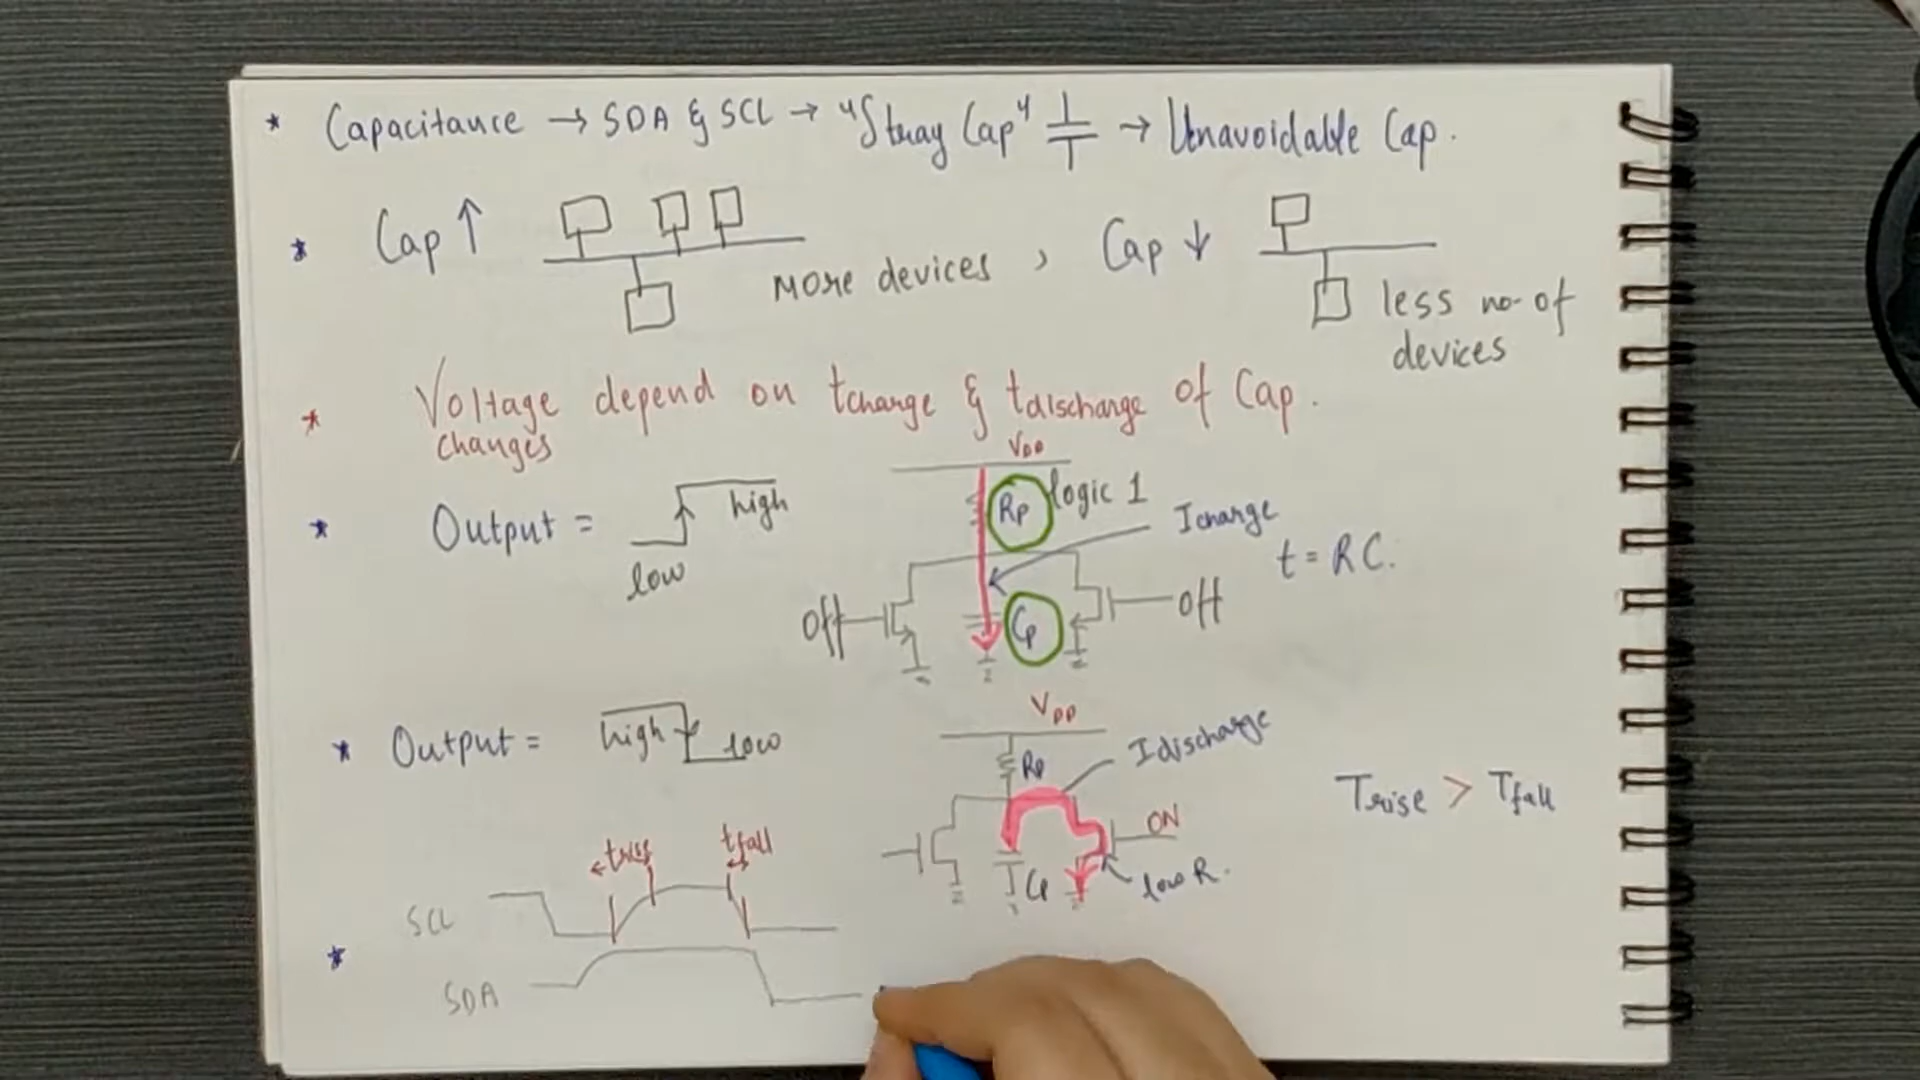 * Capacitance → SDA & SCL → "Stray Cap" → Unavoidable Cap.
* Cap ↑ More devices , Cap ↓ less no. of devices
* Voltage changes depend on tcharge & tdischarge of Cap.
VDD
* Output = low high
Rp logic 1
Icharge
t = RC.
Off Cp Off
VDD
* Output = high low
Idischarge
Rp
Trise > Tfall
ON
trise tfall
Cp low R.
SCL
*
SDA